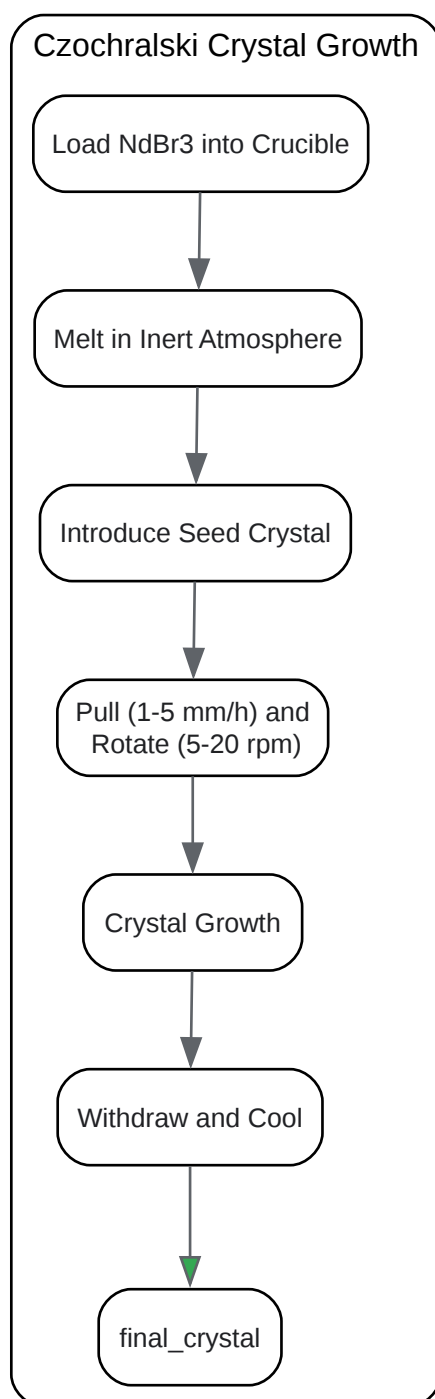 Czochralski Crystal Growth
Load NdBr3 into Crucible
Melt in Inert Atmosphere
Introduce Seed Crystal
Pull (1-5 mm/h) and
Rotate (5-20 rpm)
Crystal Growth
Withdraw and Cool
final_crystal